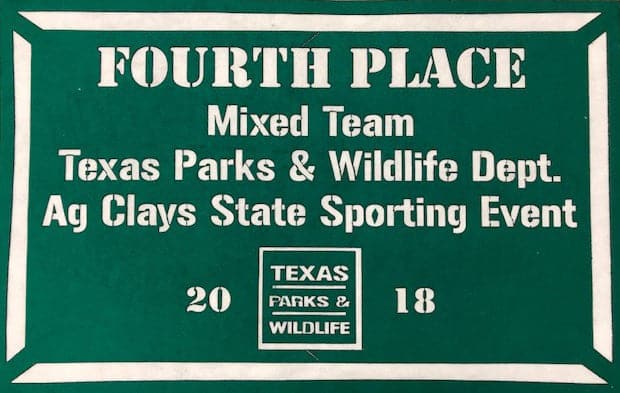 FOURTH PLACE
Mixed Team
Texas Parks & Wildlife Dept.
Ag Clays State Sporting Event
20 18
TEXAS
PARKS &
WILDLIFE